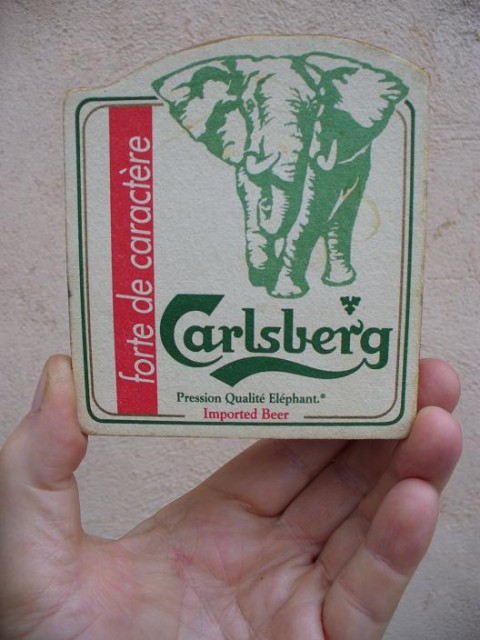 forte de caractère
Carlsberg
Pression Qualité Eléphant.®
Imported Beer